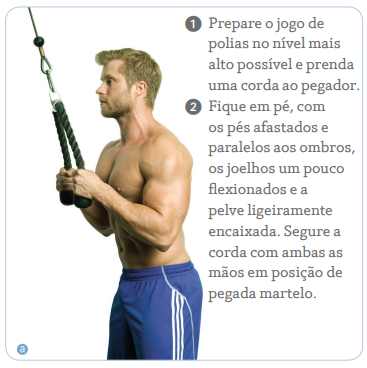 1 Prepare o jogo de
polias no nível mais
alto possível e prenda
uma corda ao pegador.
2 Fique em pé, com
os pés afastados e
paralelos aos ombros,
os joelhos um pouco
flexionados e a
pelve ligeiramente
encaixada. Segure a
corda com ambas as
mãos em posição de
pegada martelo.
a